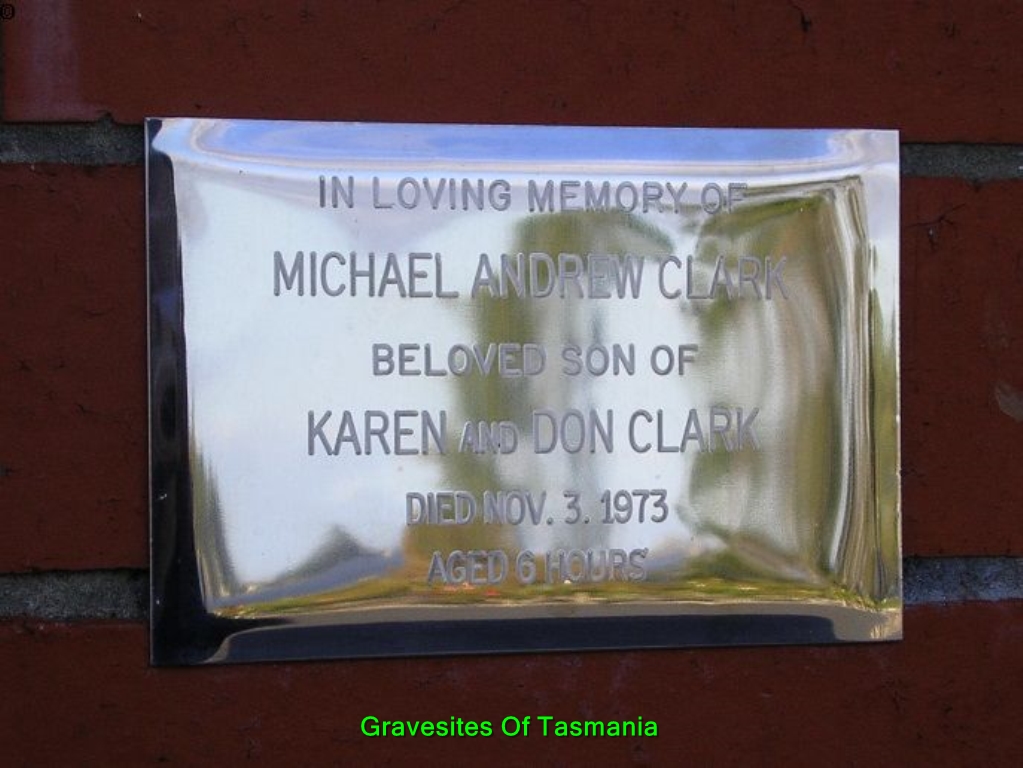 IN LOVING MEMORY OF
MICHAEL ANDREW CLARK
BELOVED SON OF
KAREN AND DON CLARK
DIED NOV. 3. 1973
AGED 6 HOURS
Gravesites Of Tasmania